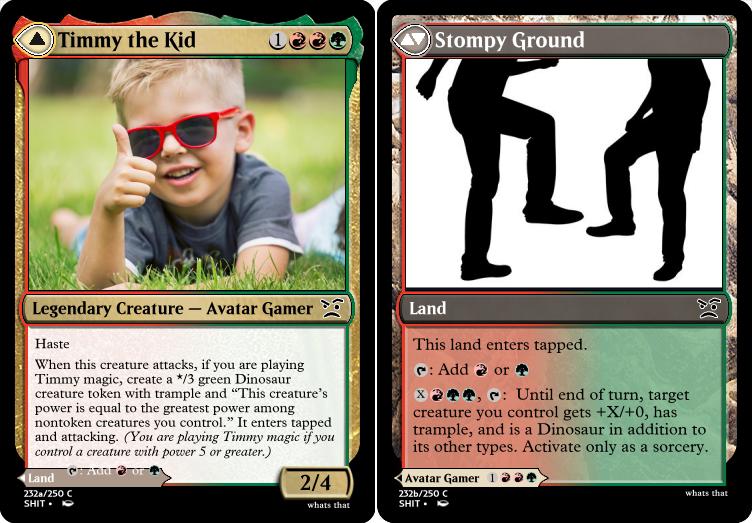 Timy the Kid 1
Legendary Creature — Avatar Gamer
Haste
When this creature attacks, if you are playing
Timmy magic, create a */3 green Dinosaur
creature token with trample and "This creature's
power is equal to the greatest power among
nontoken creatures you control." It enters tapped
and attacking. (You are playing Timmy magic if you
control a creature with power 5 or greater.)
: Add or
Land
2/4
232a/250 C
SHIT •
whats that
Stompy Ground
Land
This land enters tapped.
: Add or
X , : Until end of turn, target
creature you control gets +X/+0, has
trample, and is a Dinosaur in addition to
its other types. Activate only as a sorcery.
Avatar Gamer 1
232b/250 C
SHIT •
whats that